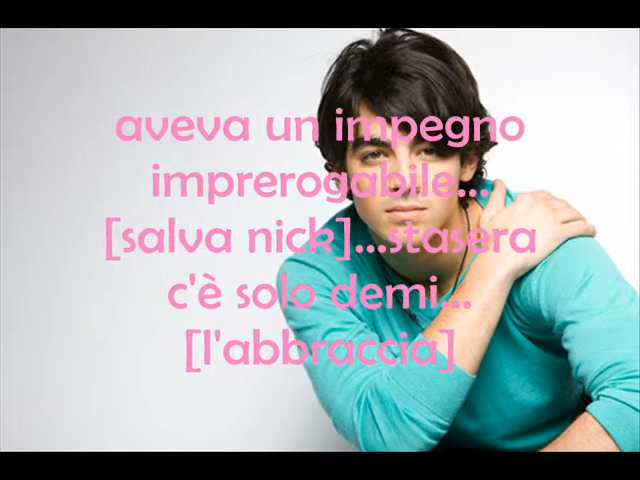 aveva un impegno
imprerogabile...
[salva nick]...stasera
c'è solo demi...
[l'abbraccia]